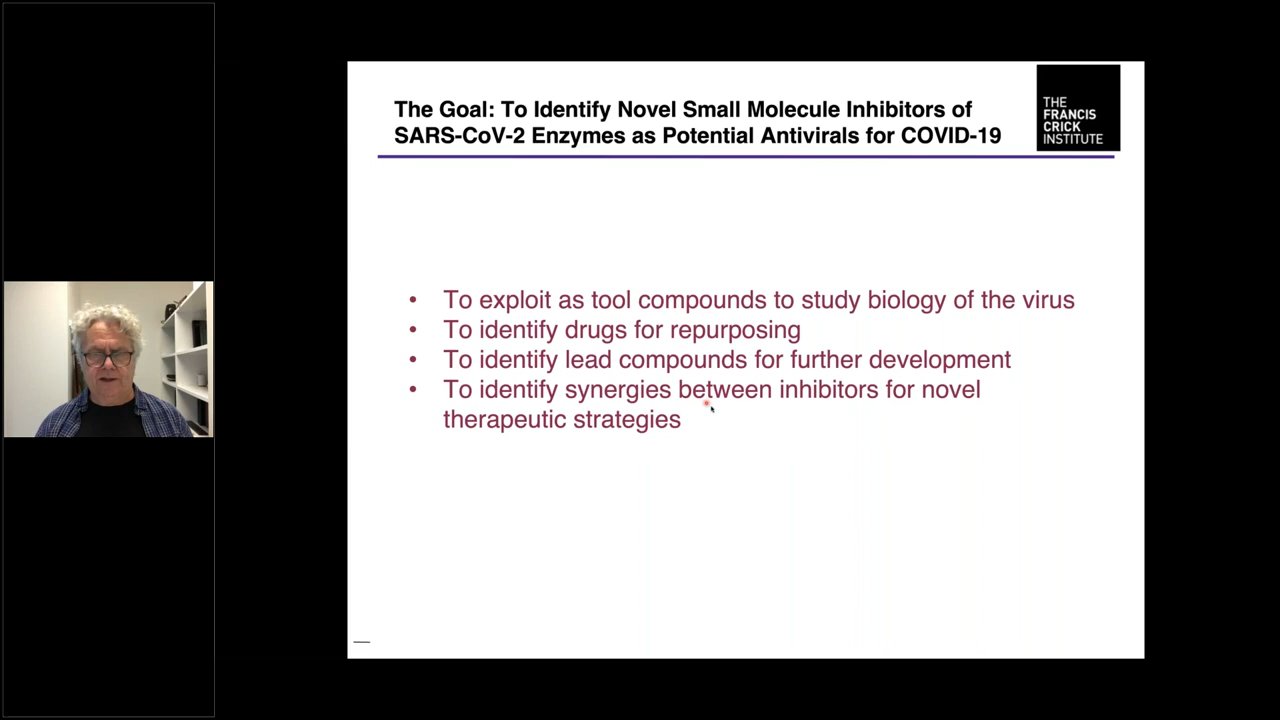 The Goal: To Identify Novel Small Molecule Inhibitors of
SARS-CoV-2 Enzymes as Potential Antivirals for COVID-19
THE
FRANCIS
CRICK
INSTITUTE
• To exploit as tool compounds to study biology of the virus
• To identify drugs for repurposing
• To identify lead compounds for further development
• To identify synergies between inhibitors for novel
therapeutic strategies